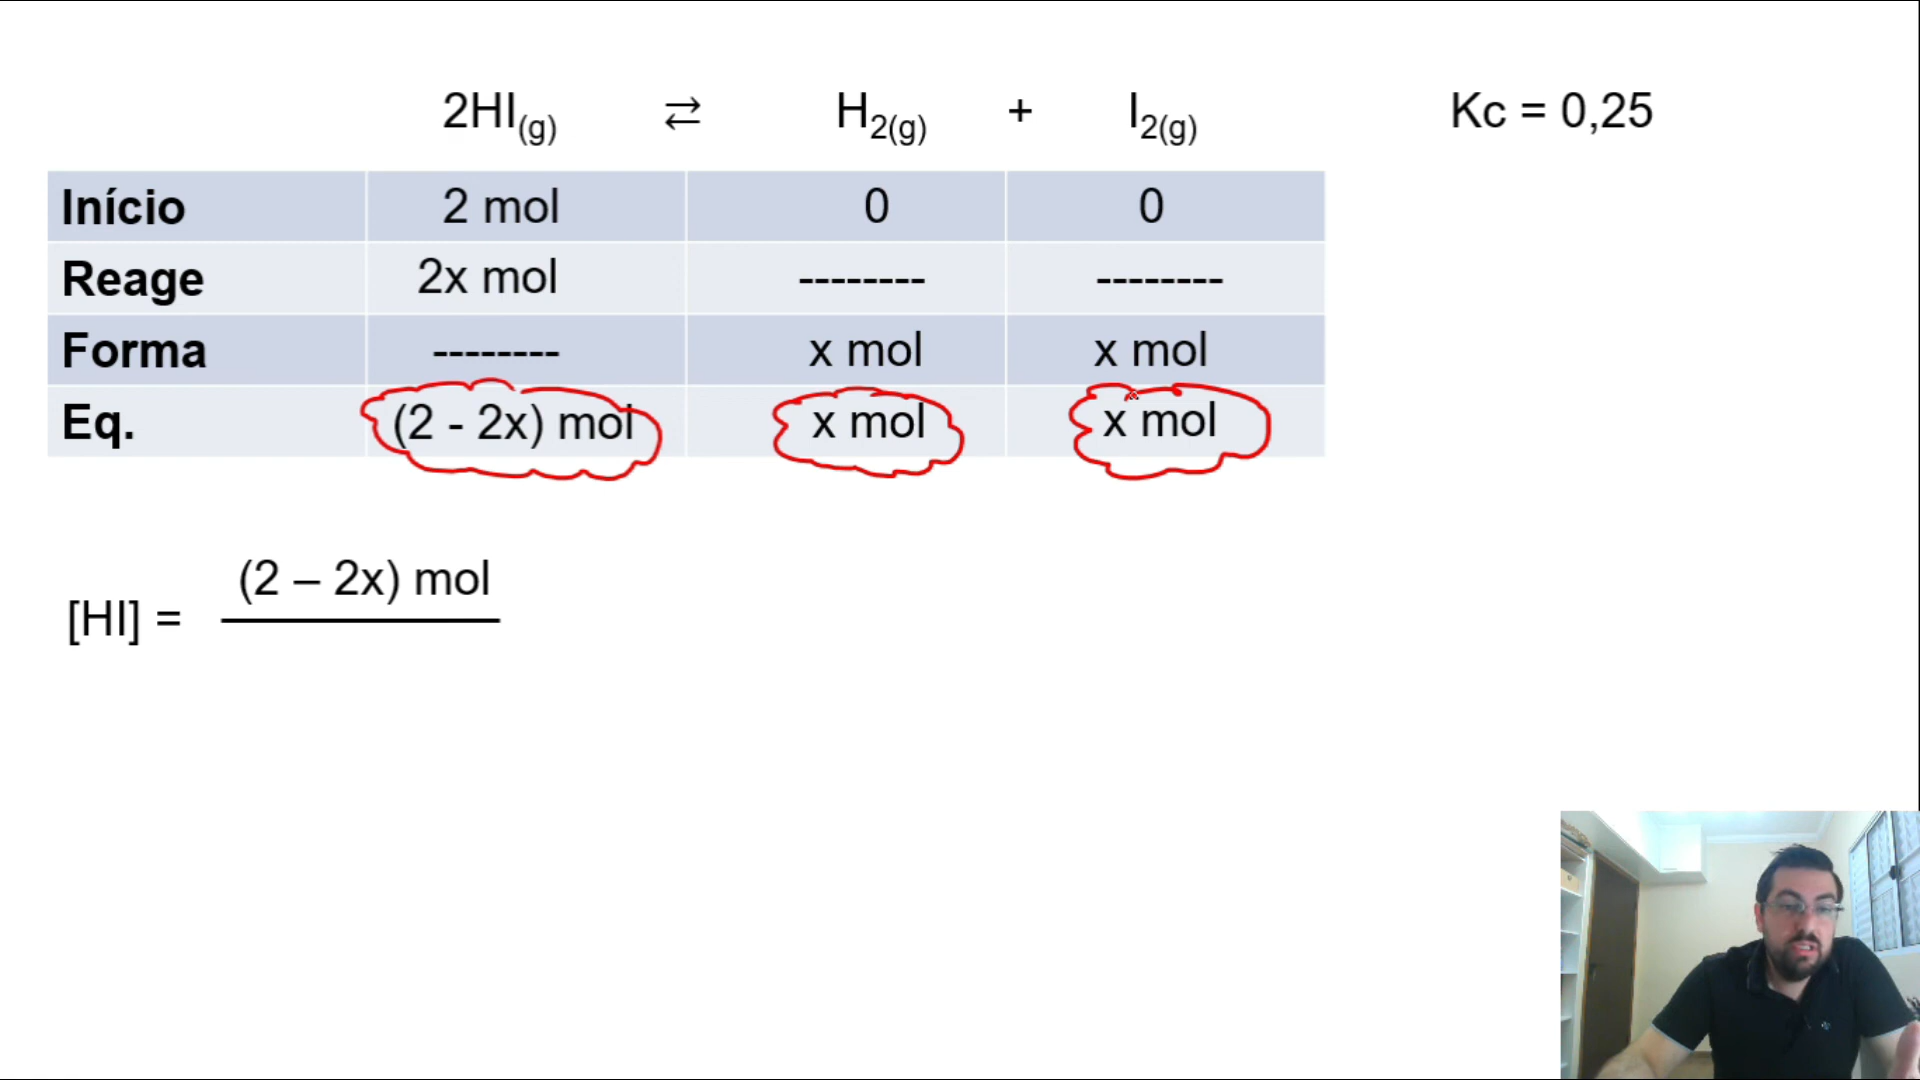 2HI(g) ⇄ H2(g) + I2(g) Kc = 0,25
Início 2 mol 0 0
Reage 2x mol -------- --------
Forma -------- x mol x mol
Eq. (2 - 2x) mol x mol x mol
(2 – 2x) mol
[HI] =